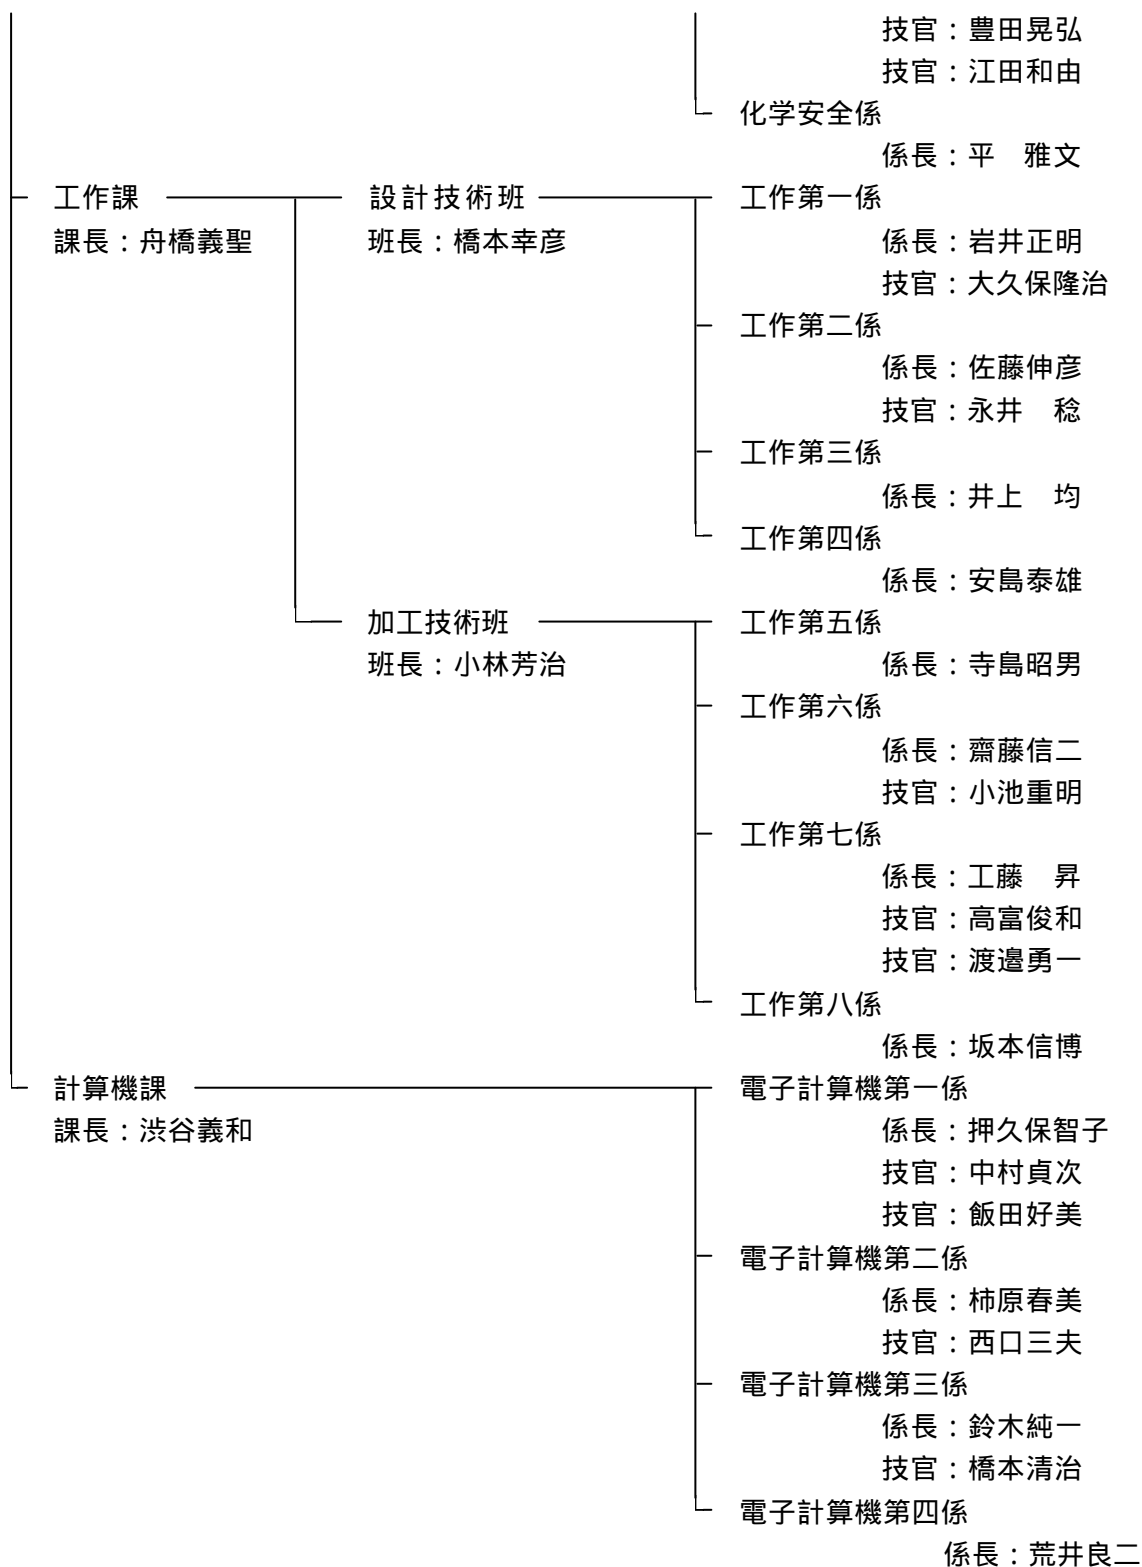 技官：豊田晃弘
技官：江田和由
化学安全係
係長：平　雅文
工作課 設計技術班 工作第一係
課長：舟橋義聖 班長：橋本幸彦 係長：岩井正明
技官：大久保隆治
工作第二係
係長：佐藤伸彦
技官：永井　稔
工作第三係
係長：井上　均
工作第四係
係長：安島泰雄
加工技術班 工作第五係
班長：小林芳治 係長：寺島昭男
工作第六係
係長：齋藤信二
技官：小池重明
工作第七係
係長：工藤　昇
技官：高富俊和
技官：渡邉勇一
工作第八係
係長：坂本信博
計算機課 電子計算機第一係
課長：渋谷義和 係長：押久保智子
技官：中村貞次
技官：飯田好美
電子計算機第二係
係長：柿原春美
技官：西口三夫
電子計算機第三係
係長：鈴木純一
技官：橋本清治
電子計算機第四係
係長：荒井良二